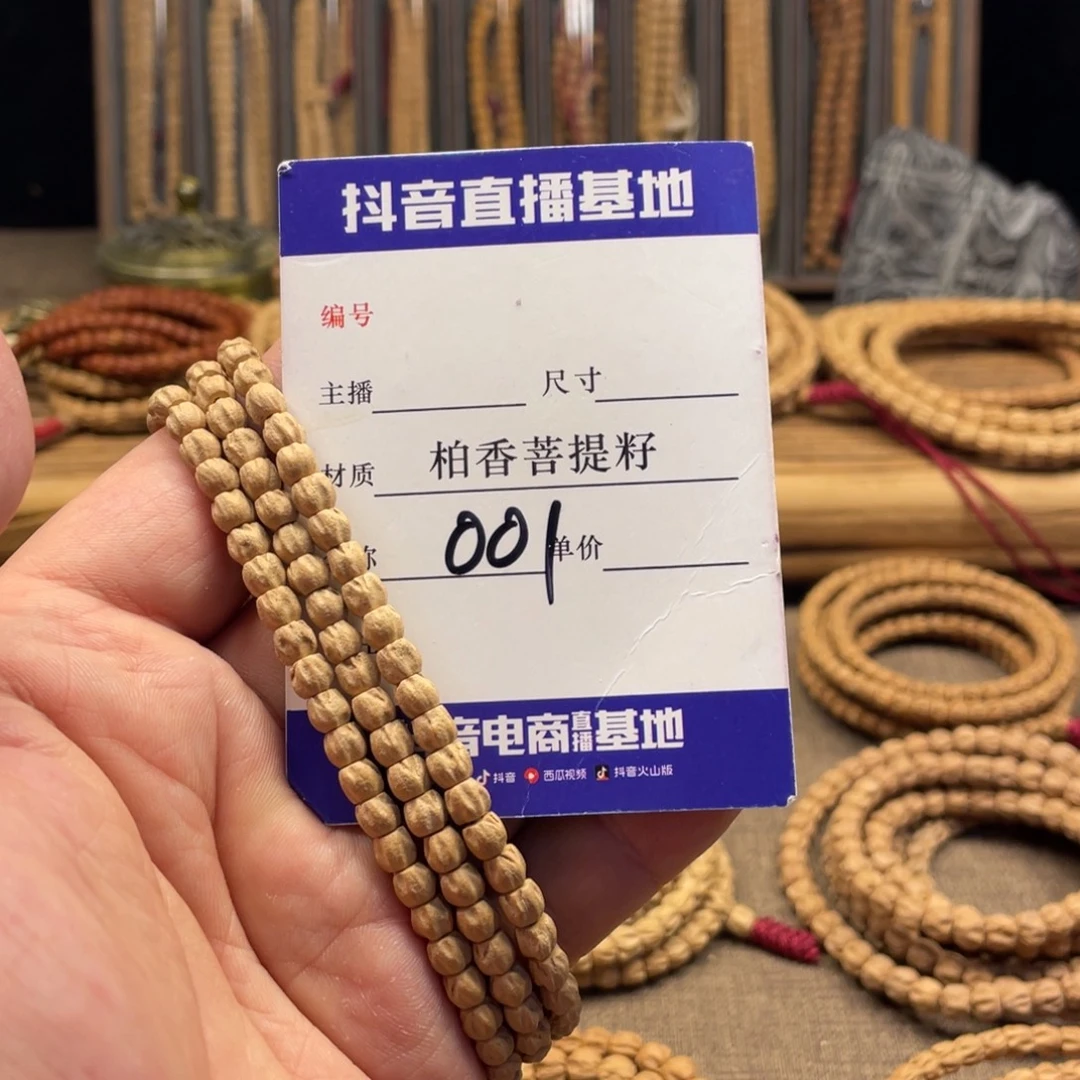 抖音直播基地
编号
主播 尺寸
材质 柏香菩提籽
称 001 单价
音电商直播基地
抖音 西瓜视频 抖音火山版